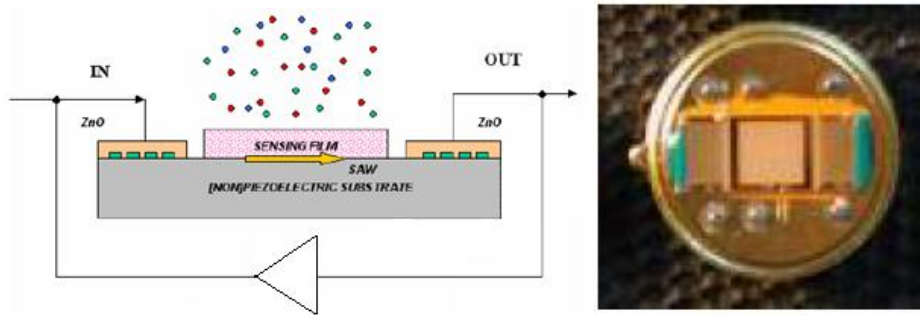 IN
OUT
ZnO
ZnO
SENSING FILM
SAW
[NON]PIEZOELECTRIC SUBSTRATE